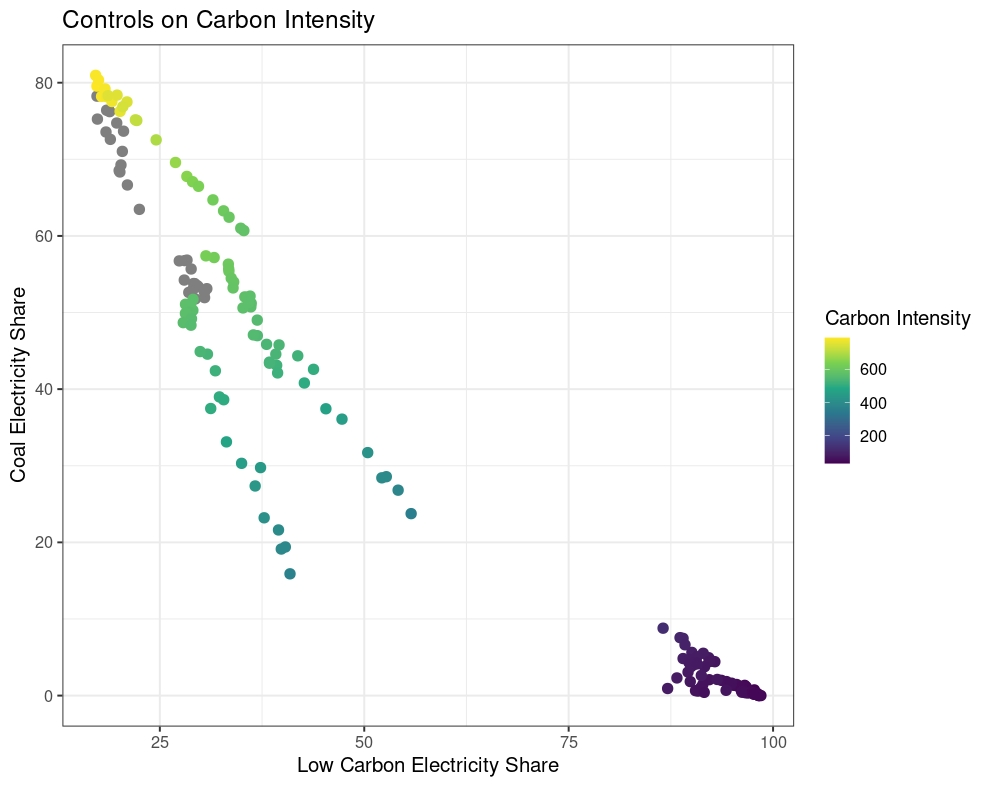 Controls on Carbon Intensity
80
60
40
20
0
Coal Electricity Share
25 50 75 100
Low Carbon Electricity Share
Carbon Intensity
600
400
200